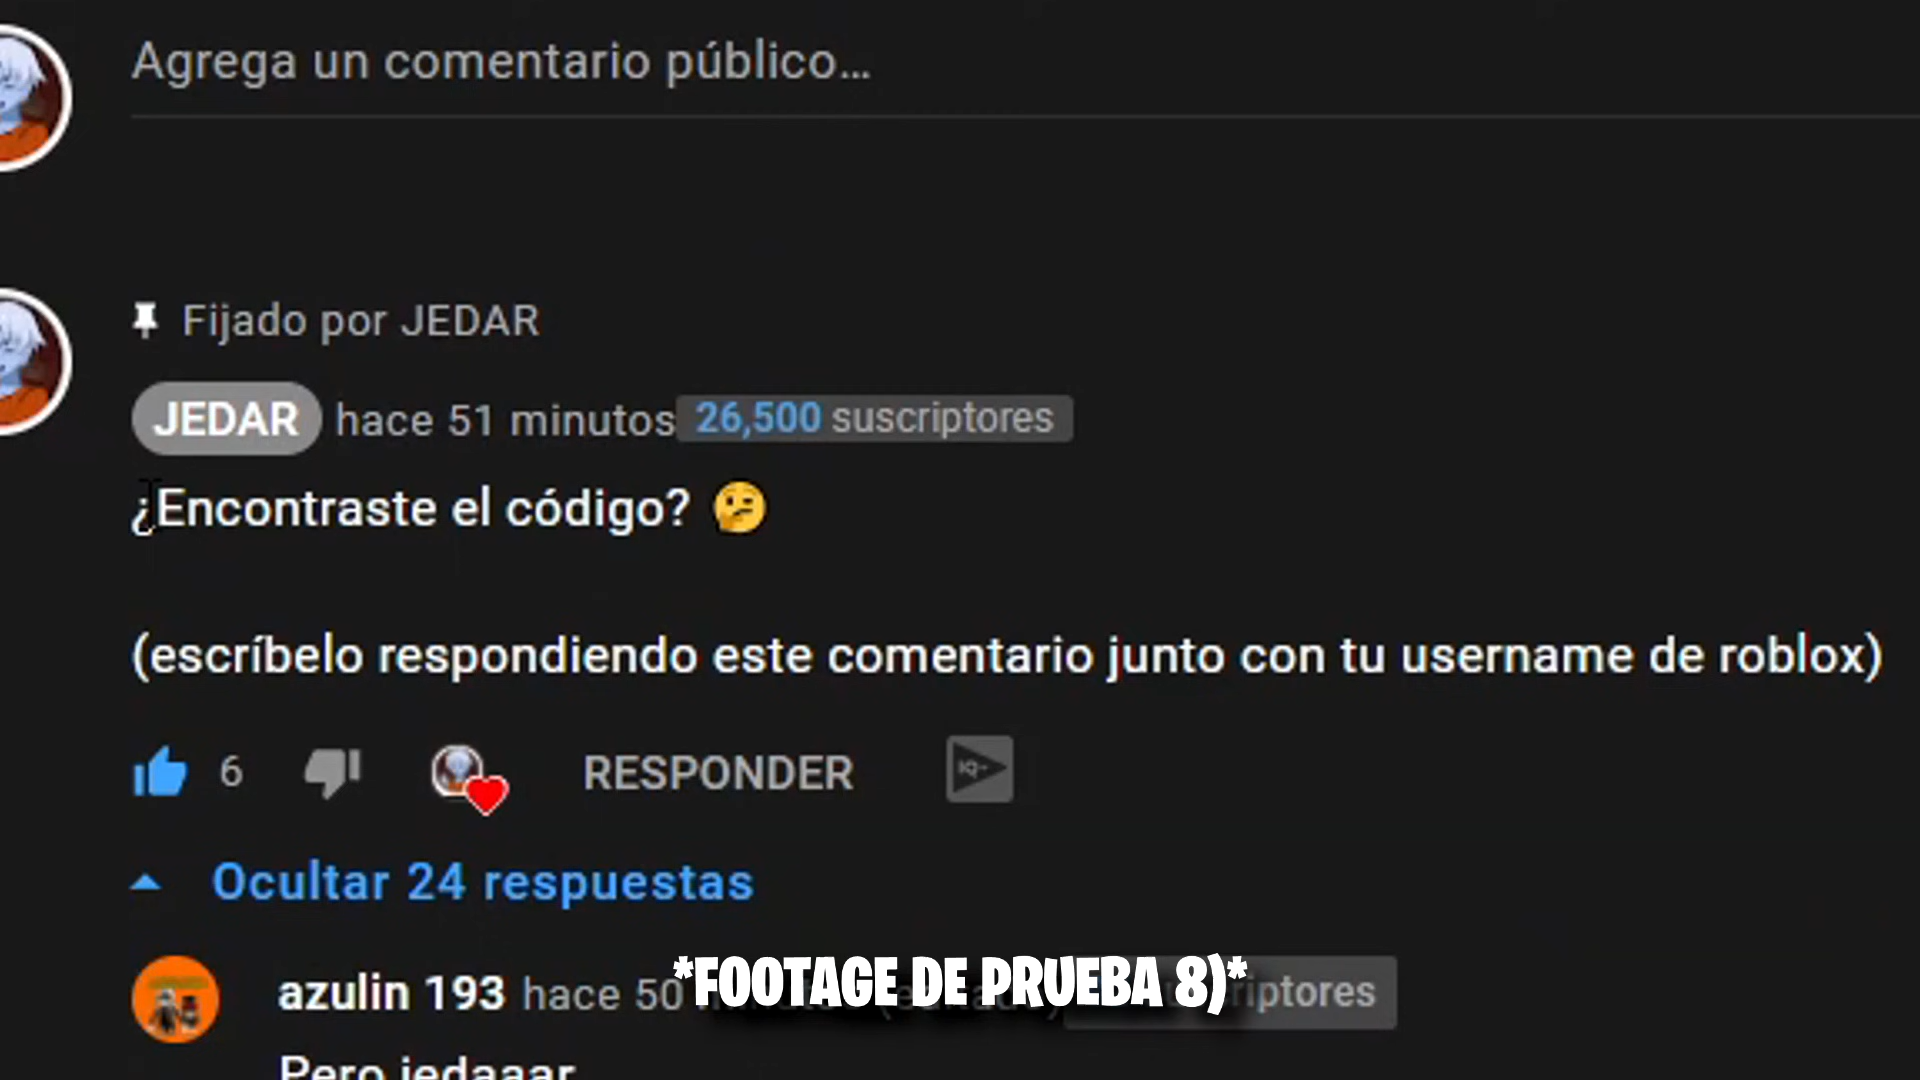 Agrega un comentario público...
Fijado por JEDAR
JEDAR hace 51 minutos 26,500 suscriptores
¿Encontraste el código? 🤔
(escríbelo respondiendo este comentario junto con tu username de roblox)
6 RESPONDER
Ocultar 24 respuestas
azulin 193 hace 50
*FOOTAGE DE PRUEBA 8)*
Pero jedaaar